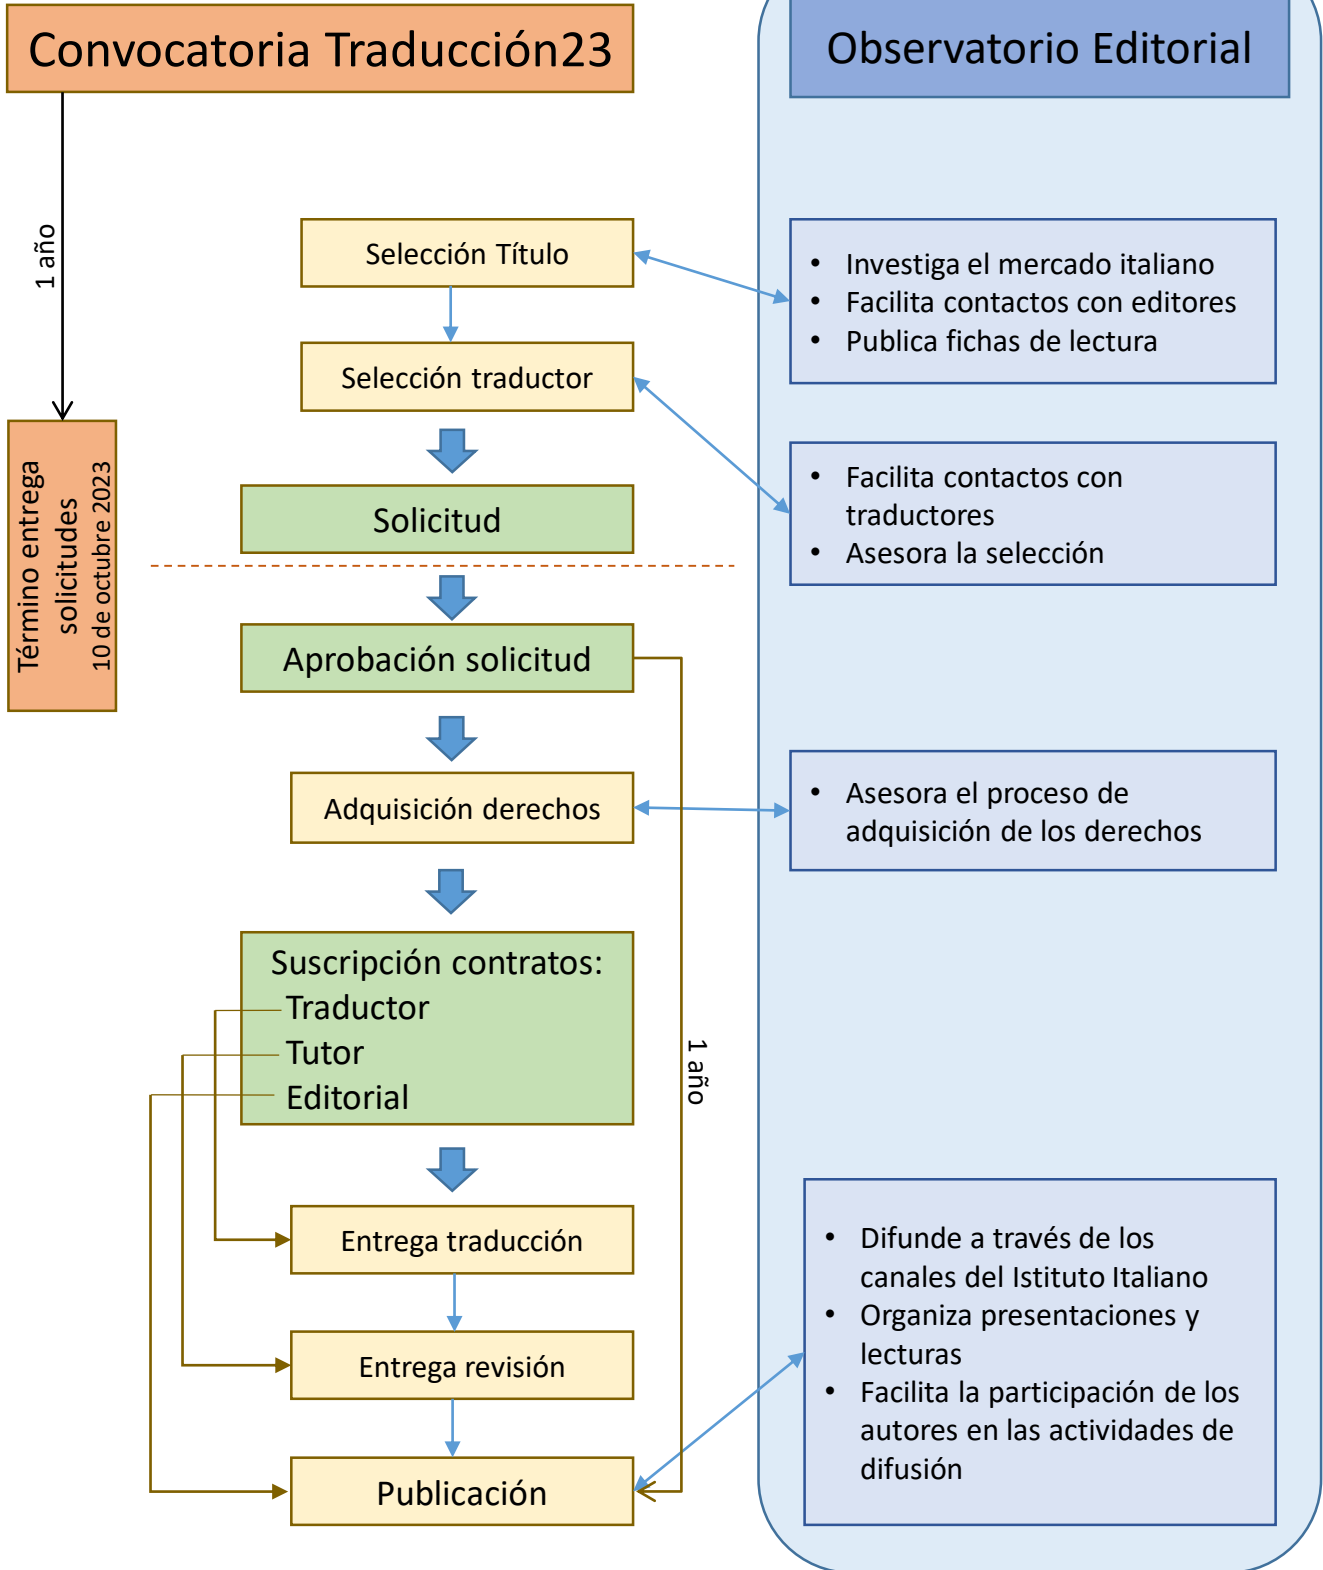 Convocatoria Traducción23
1 año
Término entrega
solicitudes
10 de octubre 2023
Selección Título
Selección traductor
Solicitud
Aprobación solicitud
Adquisición derechos
Suscripción contratos:
Traductor
Tutor
Editorial
1 año
Entrega traducción
Entrega revisión
Publicación
Observatorio Editorial
• Investiga el mercado italiano
• Facilita contactos con editores
• Publica fichas de lectura
• Facilita contactos con
traductores
• Asesora la selección
• Asesora el proceso de
adquisición de los derechos
• Difunde a través de los
canales del Istituto Italiano
• Organiza presentaciones y
lecturas
• Facilita la participación de los
autores en las actividades de
difusión